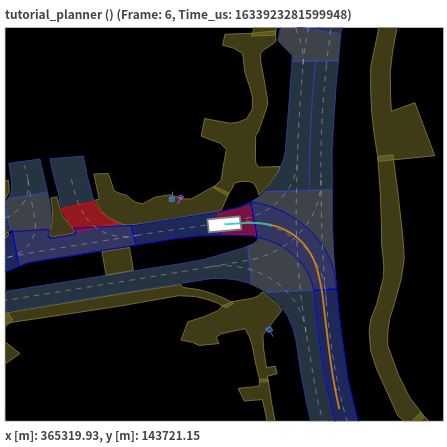 tutorial_planner () (Frame: 6, Time_us: 1633923281599948)
x [m]: 365319.93, y [m]: 143721.15